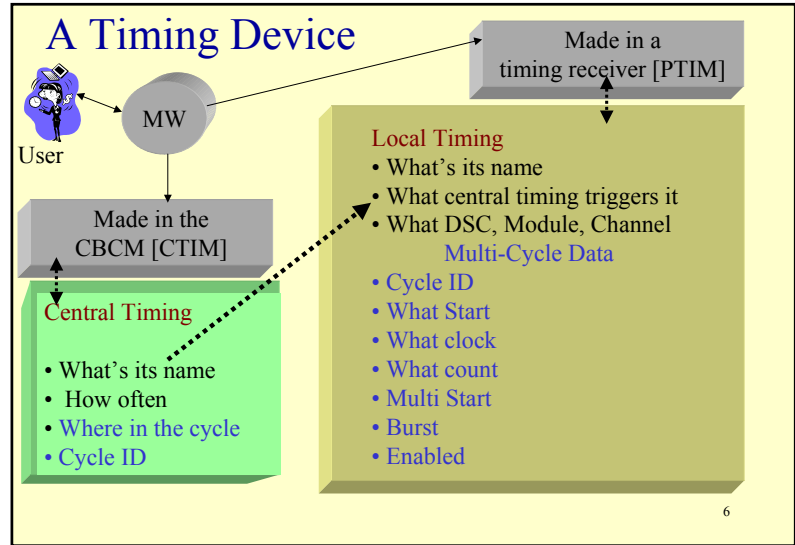 A Timing Device
User
MW
Made in a
timing receiver [PTIM]
Made in the
CBCM [CTIM]
Central Timing
• What’s its name
• How often
• Where in the cycle
• Cycle ID
Local Timing
• What’s its name
• What central timing triggers it
• What DSC, Module, Channel
Multi-Cycle Data
• Cycle ID
• What Start
• What clock
• What count
• Multi Start
• Burst
• Enabled
6